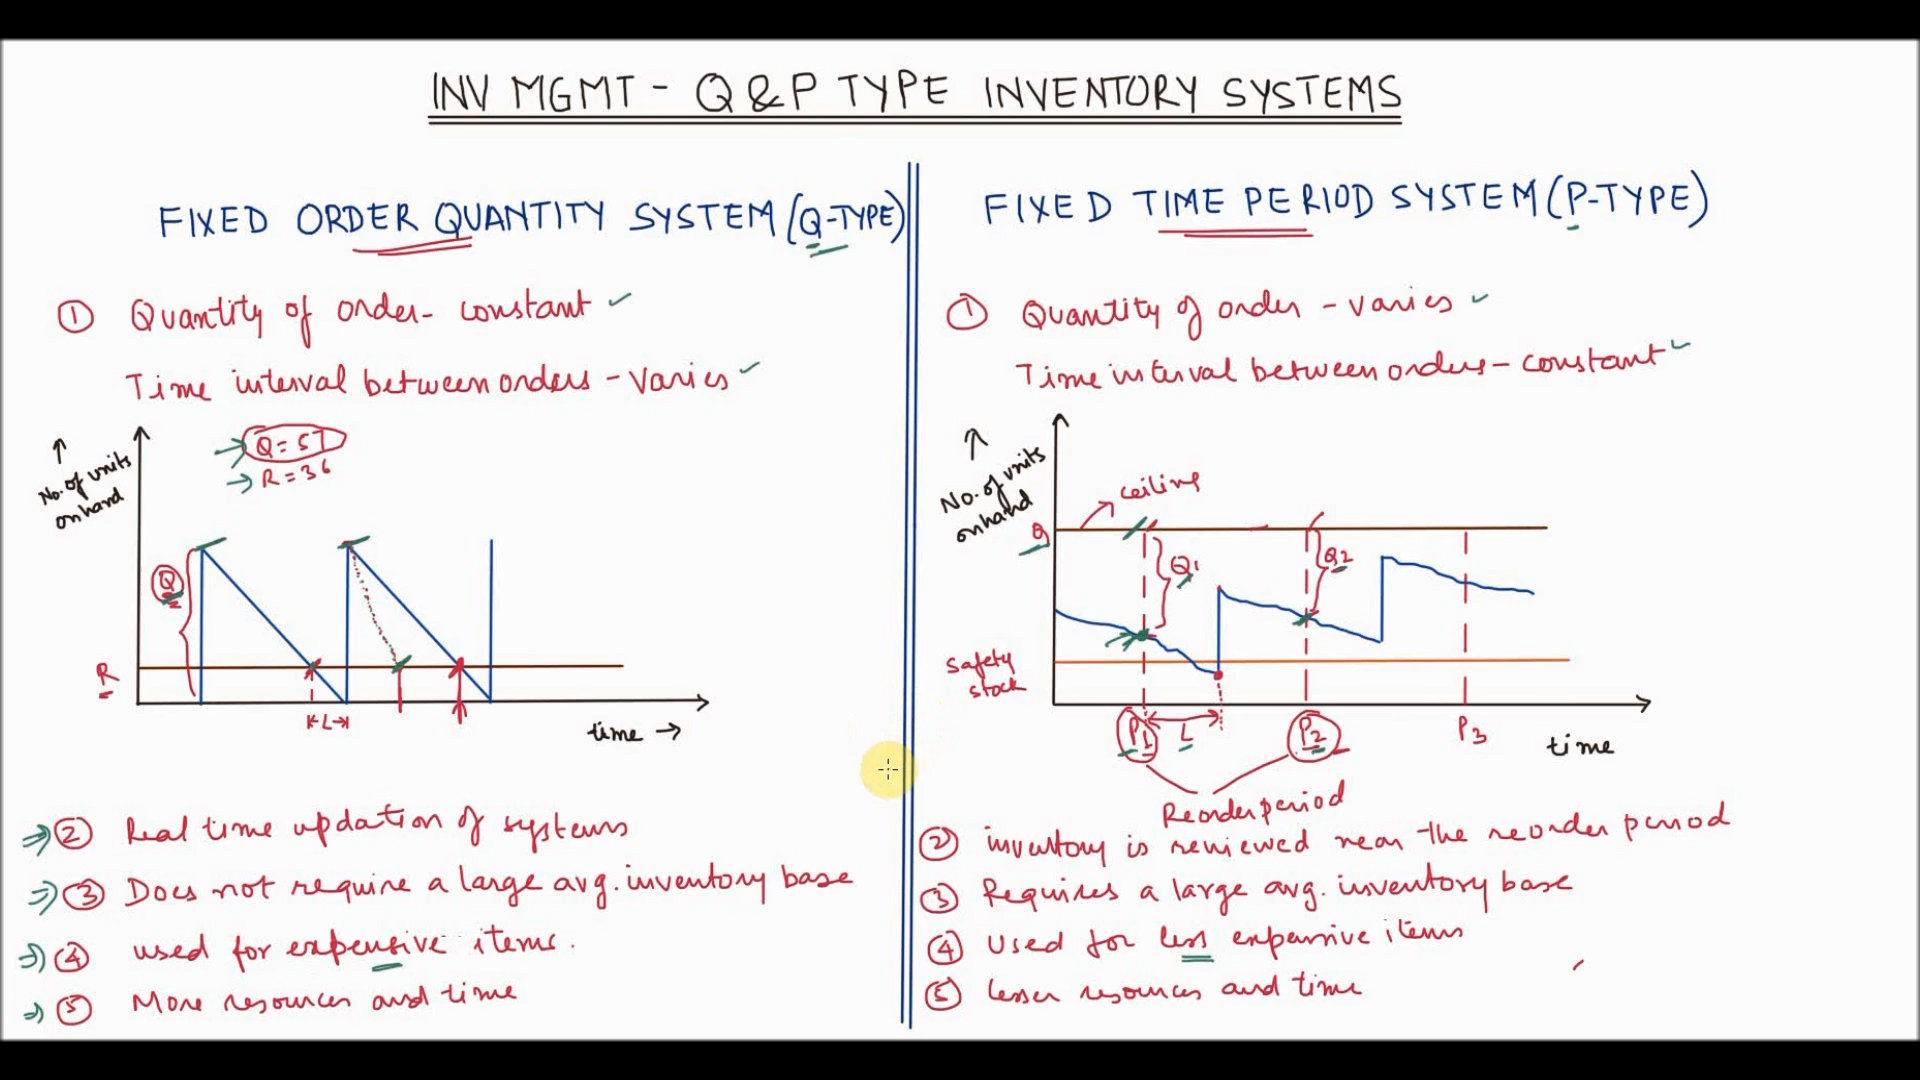 INV MGMT - Q & P TYPE INVENTORY SYSTEMS
FIXED ORDER QUANTITY SYSTEM (Q-TYPE)
① Quantity of order - constant ✓
Time interval between orders - varies ✓
Q = 57
R = 36
No. of units
on hand
Q
R
L
time →
② Real time updation of systems
③ Does not require a large avg. inventory base
④ used for expensive items.
⑤ More resources and time
FIXED TIME PERIOD SYSTEM (P-TYPE)
① Quantity of order - varies ✓
Time interval between orders - constant ✓
No. of units
on hand
ceiling
Q
Q1
Q2
Safety
stock
P1
L
P2
P3
time
Reorder period
② inventory is reviewed near the reorder period
③ Requires a large avg. inventory base
④ Used for less expensive items
⑤ Lesser resources and time